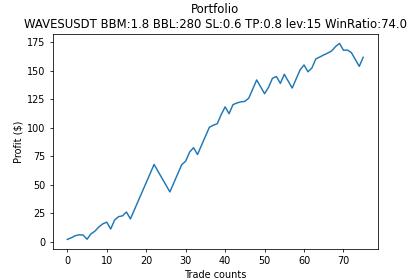 Portfolio
WAVESUSDT BBM:1.8 BBL:280 SL:0.6 TP:0.8 lev:15 WinRatio:74.0
175
150
125
100
75
50
25
0
Profit ($)
0 10 20 30 40 50 60 70
Trade counts